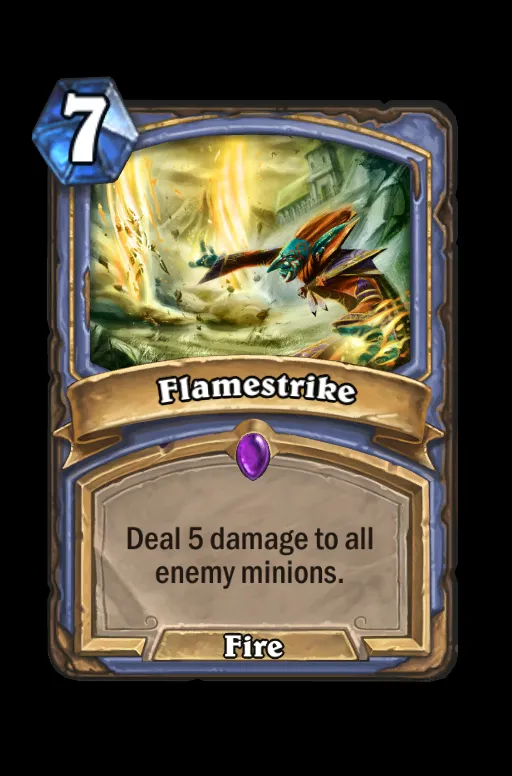 7
Flamestrike
Deal 5 damage to all
enemy minions.
Fire